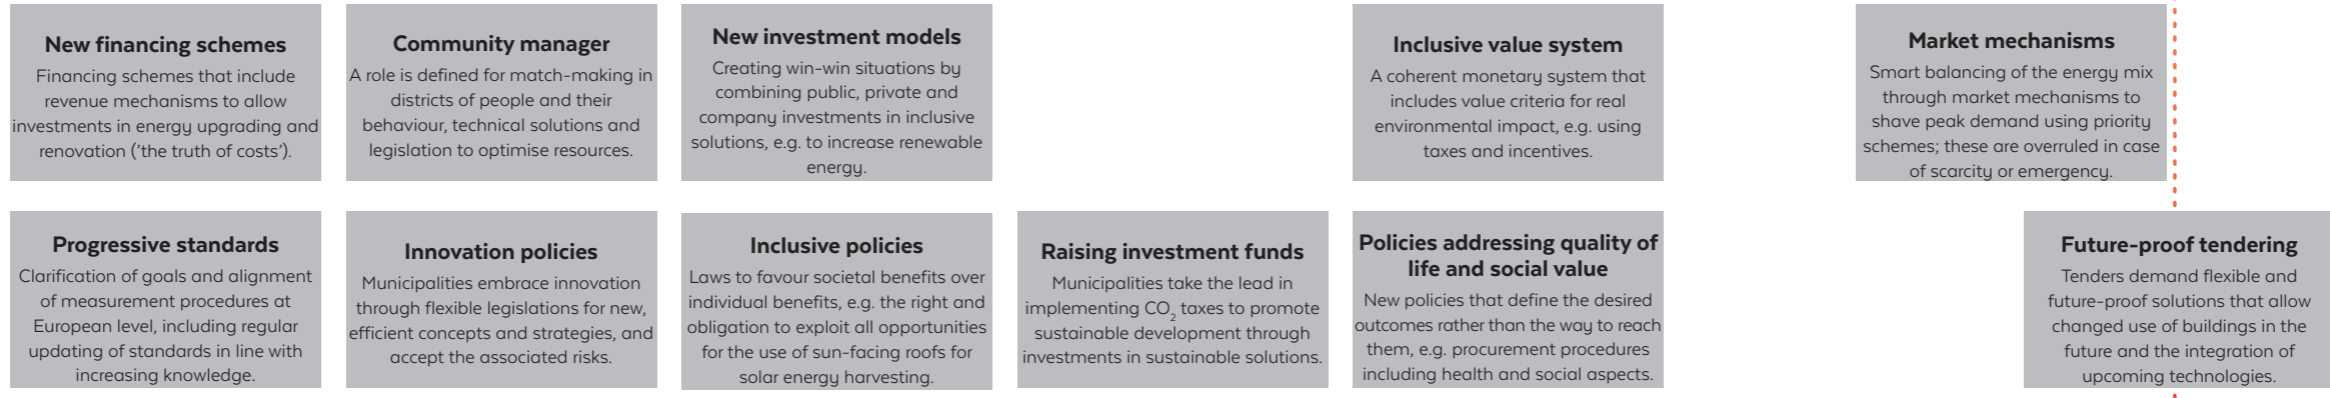 New financing schemes
Financing schemes that include
revenue mechanisms to allow
investments in energy upgrading and
renovation (‘the truth of costs’).
Community manager
A role is defined for match-making in
districts of people and their
behaviour, technical solutions and
legislation to optimise resources.
New investment models
Creating win-win situations by
combining public, private and
company investments in inclusive
solutions, e.g. to increase renewable
energy.
Inclusive value system
A coherent monetary system that
includes value criteria for real
environmental impact, e.g. using
taxes and incentives.
Market mechanisms
Smart balancing of the energy mix
through market mechanisms to
shave peak demand using priority
schemes; these are overruled in case
of scarcity or emergency.
Progressive standards
Clarification of goals and alignment
of measurement procedures at
European level, including regular
updating of standards in line with
increasing knowledge.
Innovation policies
Municipalities embrace innovation
through flexible legislations for new,
efficient concepts and strategies, and
accept the associated risks.
Inclusive policies
Laws to favour societal benefits over
individual benefits, e.g. the right and
obligation to exploit all opportunities
for the use of sun-facing roofs for
solar energy harvesting.
Raising investment funds
Municipalities take the lead in
implementing CO₂ taxes to promote
sustainable development through
investments in sustainable solutions.
Policies addressing quality of
life and social value
New policies that define the desired
outcomes rather than the way to reach
them, e.g. procurement procedures
including health and social aspects.
Future-proof tendering
Tenders demand flexible and
future-proof solutions that allow
changed use of buildings in the
future and the integration of
upcoming technologies.